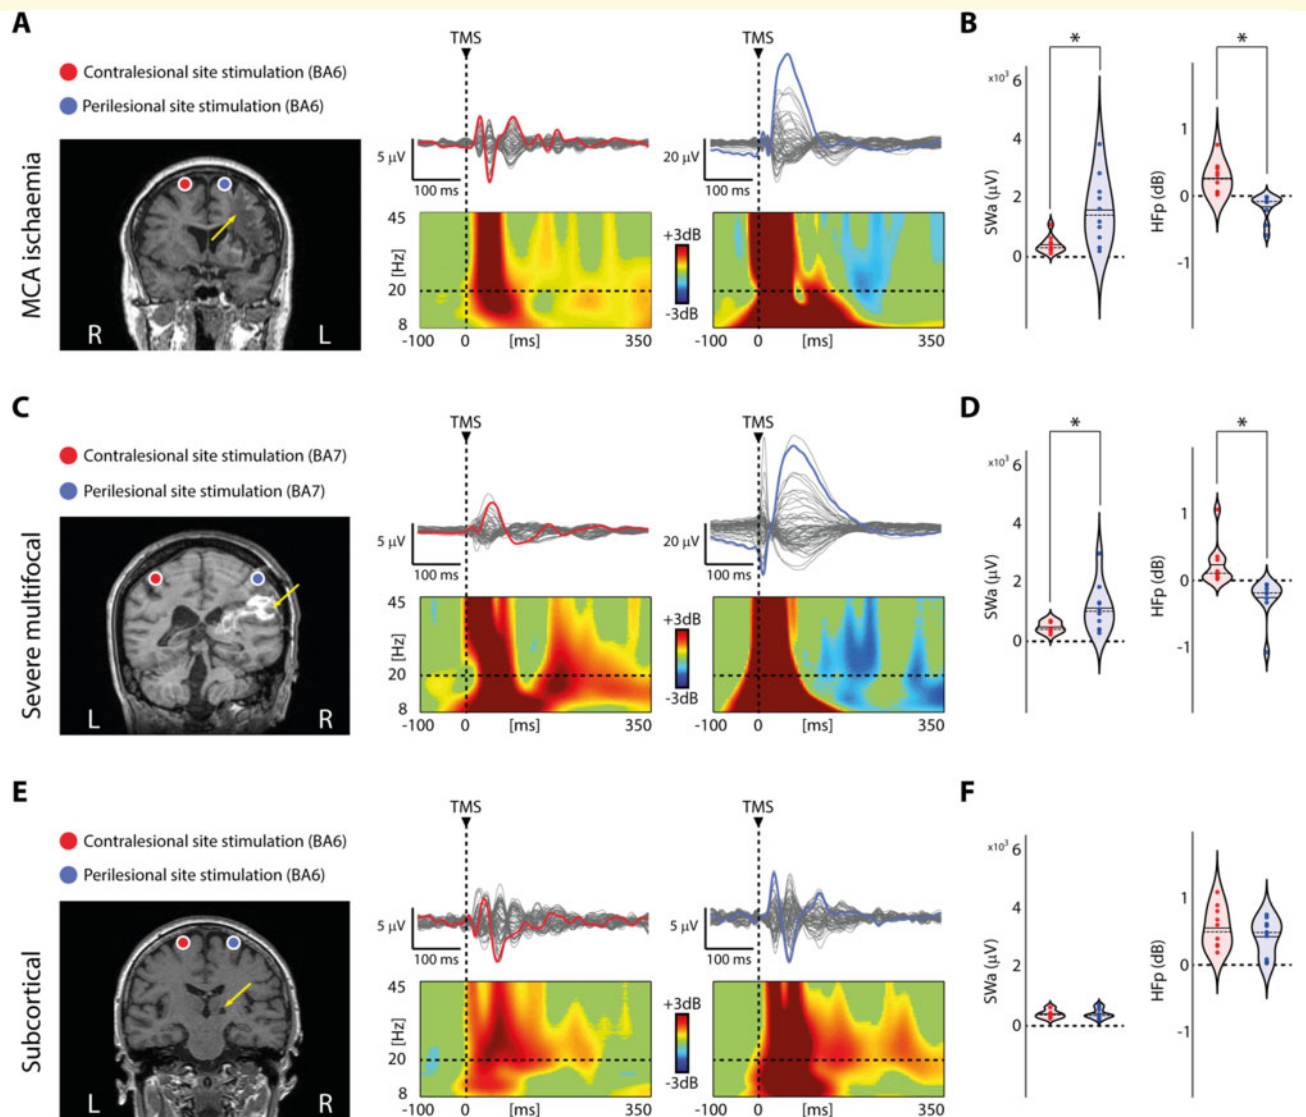 A
Contralesional site stimulation (BA6)
Perilesional site stimulation (BA6)
MCA ischaemia
R L
TMS
5 µV
100 ms
TMS
20 µV
100 ms
45
[Hz]
20
8
-100 0 [ms] 350
+3dB
-3dB
-100 0 [ms] 350
B
*
x10³
6
4
2
0
SWa (µV)
*
1
0
-1
HFp (dB)
C
Contralesional site stimulation (BA7)
Perilesional site stimulation (BA7)
Severe multifocal
L R
TMS
5 µV
100 ms
TMS
20 µV
100 ms
45
[Hz]
20
8
-100 0 [ms] 350
+3dB
-3dB
-100 0 [ms] 350
D
*
x10³
6
4
2
0
SWa (µV)
*
1
0
-1
HFp (dB)
E
Contralesional site stimulation (BA6)
Perilesional site stimulation (BA6)
Subcortical
L R
TMS
5 µV
100 ms
TMS
5 µV
100 ms
45
[Hz]
20
8
-100 0 [ms] 350
+3dB
-3dB
-100 0 [ms] 350
F
x10³
6
4
2
0
SWa (µV)
1
0
-1
HFp (dB)